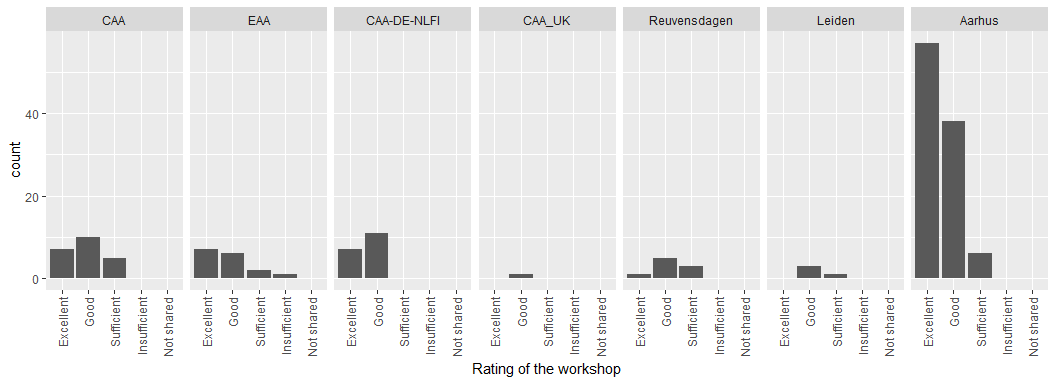 CAA EAA CAA-DE-NLFI CAA_UK Reuvensdagen Leiden Aarhus
count
40
20
0
Excellent Good Sufficient Insufficient Not shared Excellent Good Sufficient Insufficient Not shared Excellent Good Sufficient Insufficient Not shared Excellent Good Sufficient Insufficient Not shared Excellent Good Sufficient Insufficient Not shared Excellent Good Sufficient Insufficient Not shared Excellent Good Sufficient Insufficient Not shared
Rating of the workshop